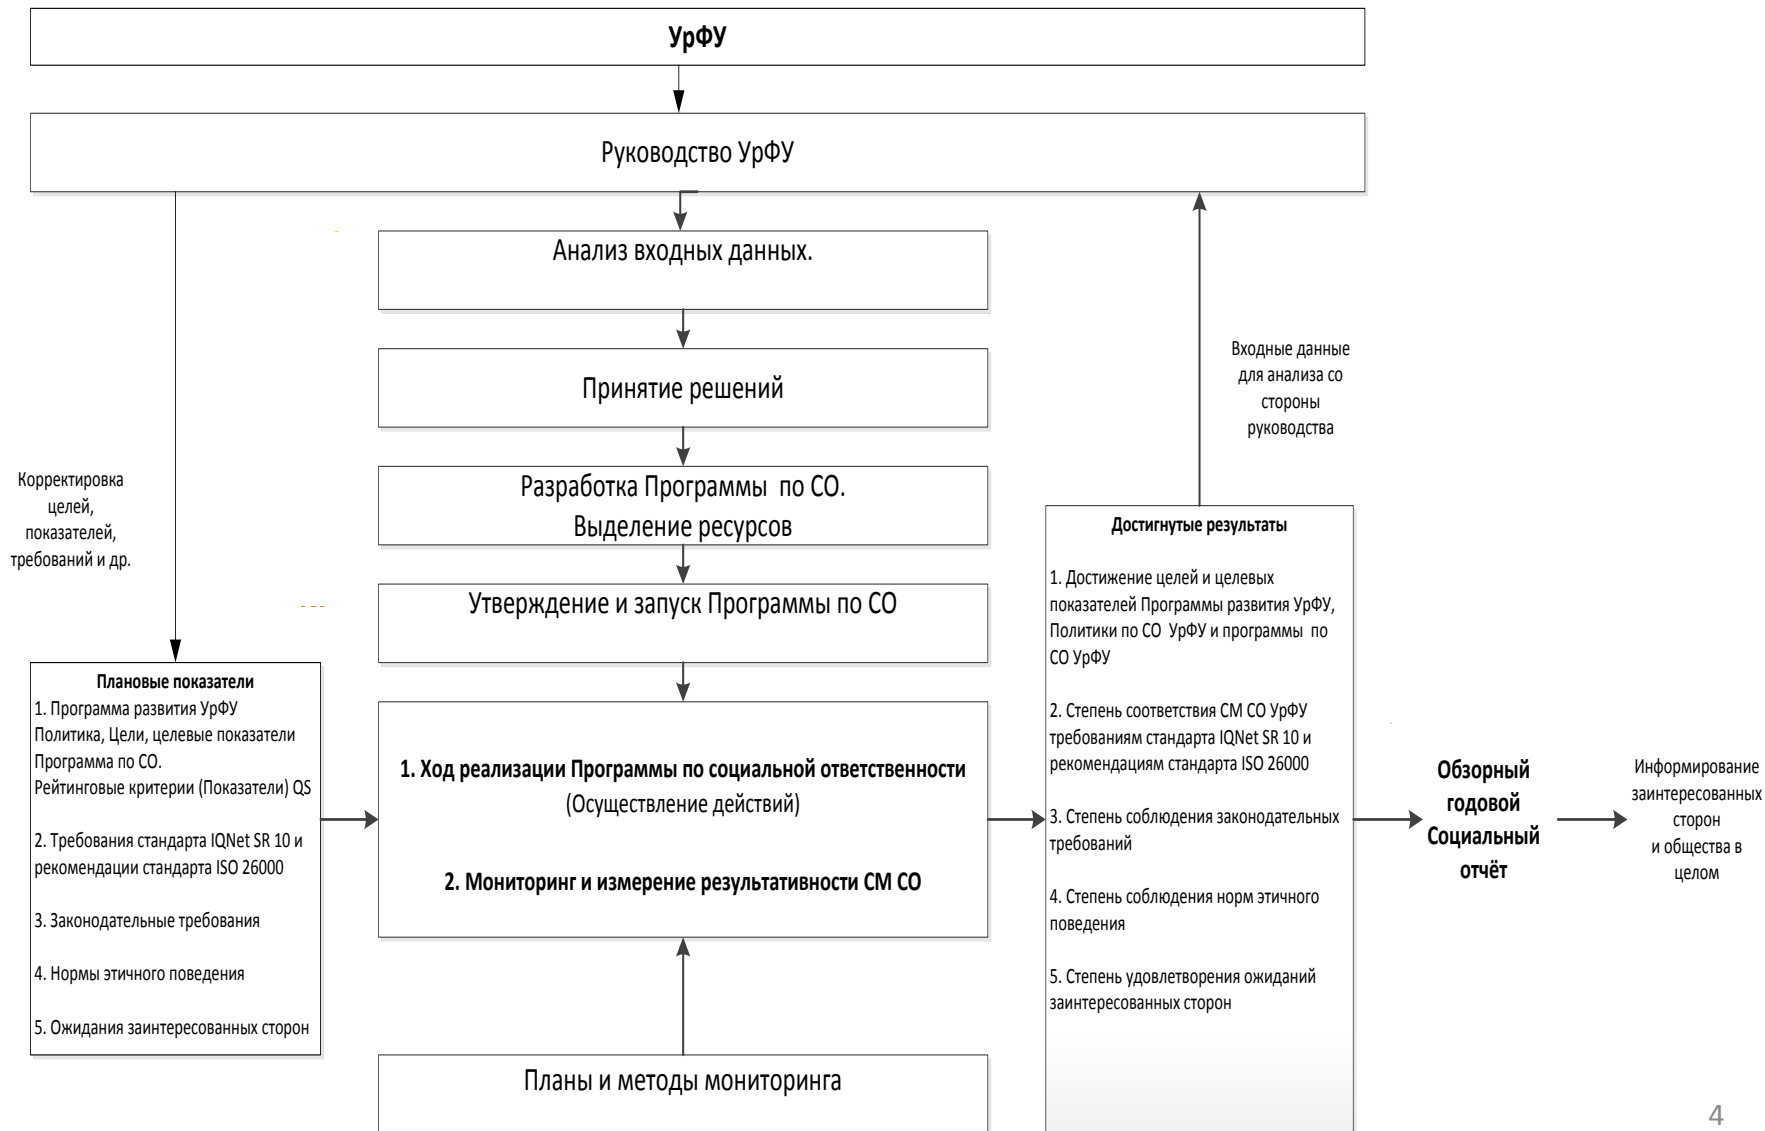 УрФУ
Руководство УрФУ
Анализ входных данных.
Принятие решений
Разработка Программы по СО.
Выделение ресурсов
Утверждение и запуск Программы по СО
Корректировка
целей,
показателей,
требований и др.
Плановые показатели
1. Программа развития УрФУ
Политика, Цели, целевые показатели
Программа по СО.
Рейтинговые критерии (Показатели) QS
2. Требования стандарта IQNet SR 10 и
рекомендации стандарта ISO 26000
3. Законодательные требования
4. Нормы этичного поведения
5. Ожидания заинтересованных сторон
1. Ход реализации Программы по социальной ответственности
(Осуществление действий)
2. Мониторинг и измерение результативности СМ СО
Планы и методы мониторинга
Входные данные
для анализа со
стороны
руководства
Достигнутые результаты
1. Достижение целей и целевых
показателей Программы развития УрФУ,
Политики по СО УрФУ и программы по
СО УрФУ
2. Степень соответствия СМ СО УрФУ
требованиям стандарта IQNet SR 10 и
рекомендациям стандарта ISO 26000
3. Степень соблюдения законодательных
требований
4. Степень соблюдения норм этичного
поведения
5. Степень удовлетворения ожиданий
заинтересованных сторон
Обзорный
годовой
Социальный
отчёт
Информирование
заинтересованных
сторон
и общества в
целом
4